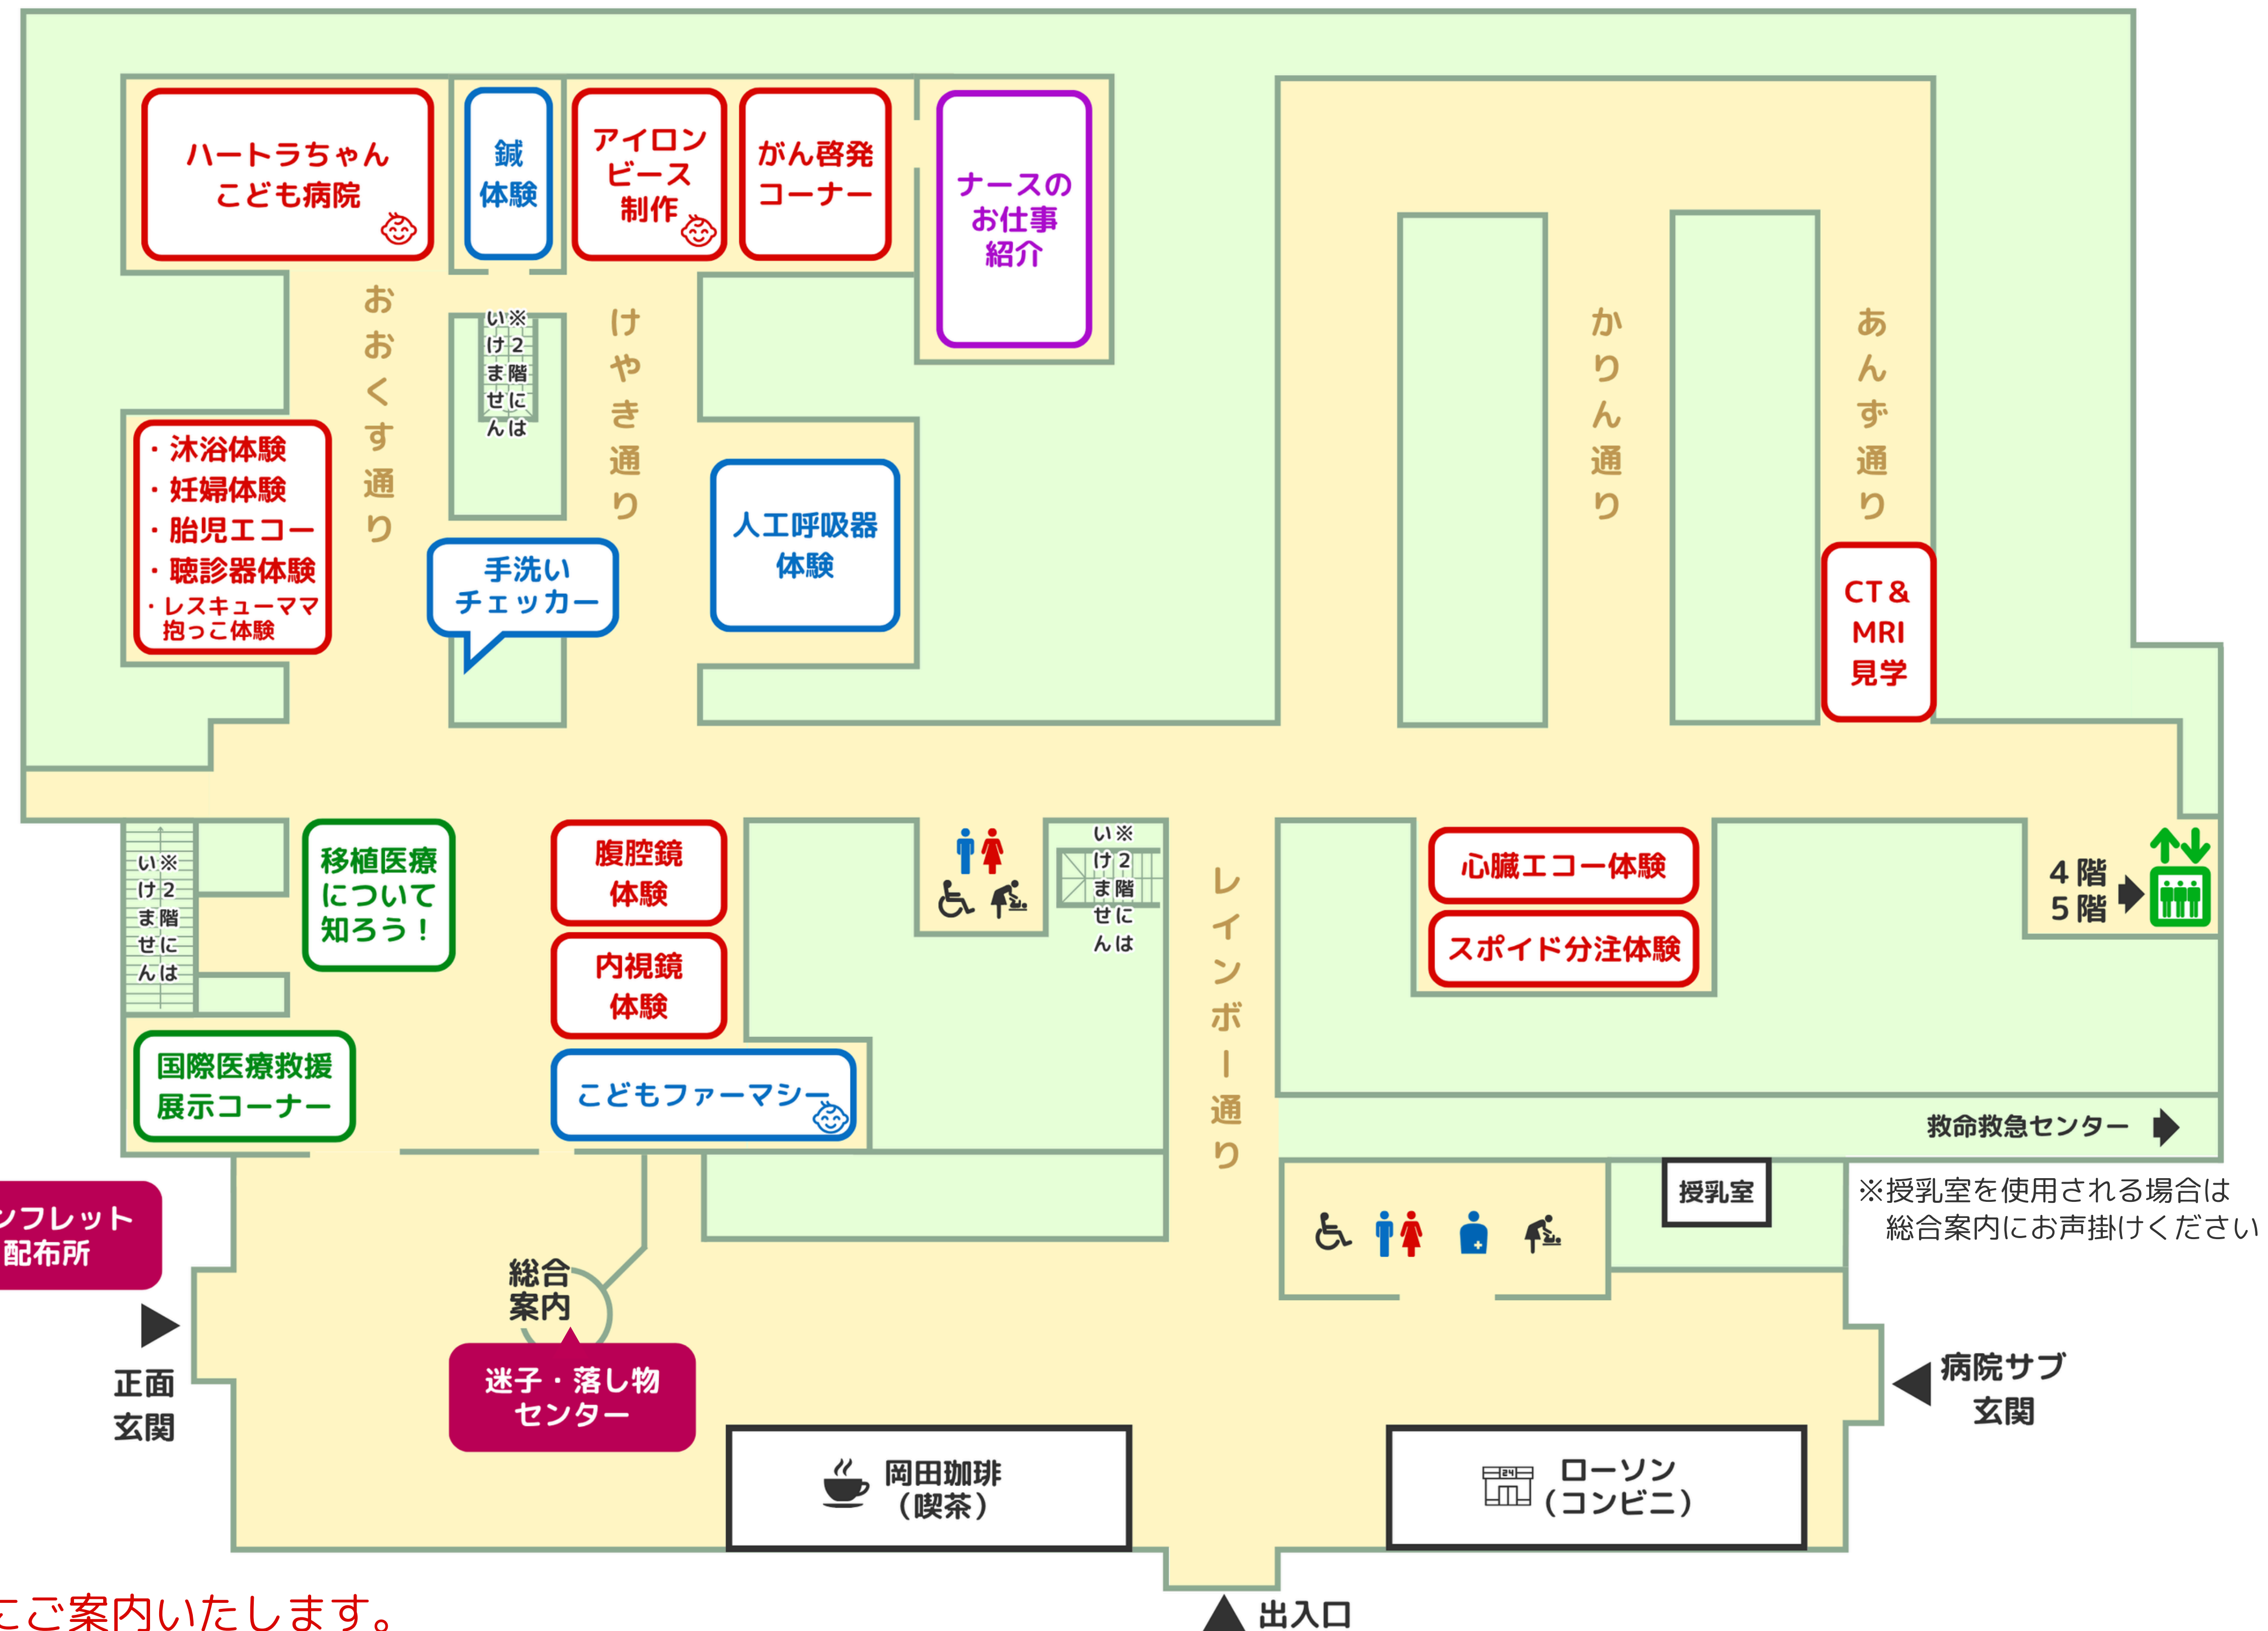 ハートラちゃん
こども病院
鍼
体験
アイロン
ビース
制作
がん啓発
コーナー
ナースの
お仕事
紹介
おおくす通り
※2階には
いけません
けやき通り
かりん通り
あんず通り
・沐浴体験
・妊婦体験
・胎児エコー
・聴診器体験
・レスキューママ
抱っこ体験
手洗い
チェッカー
人工呼吸器
体験
CT&
MRI
見学
※2階には
いけません
移植医療
について
知ろう！
腹腔鏡
体験
内視鏡
体験
※2階には
いけません
レインボー通り
心臓エコー体験
スポイド分注体験
4階
5階
国際医療救援
展示コーナー
こどもファーマシー
救命救急センター
ンフレット
配布所
授乳室
※授乳室を使用される場合は
総合案内にお声掛けください
総合
案内
迷子・落し物
センター
正面
玄関
病院サブ
玄関
岡田珈琲
（喫茶）
24
ローソン
（コンビニ）
にご案内いたします。
出入口